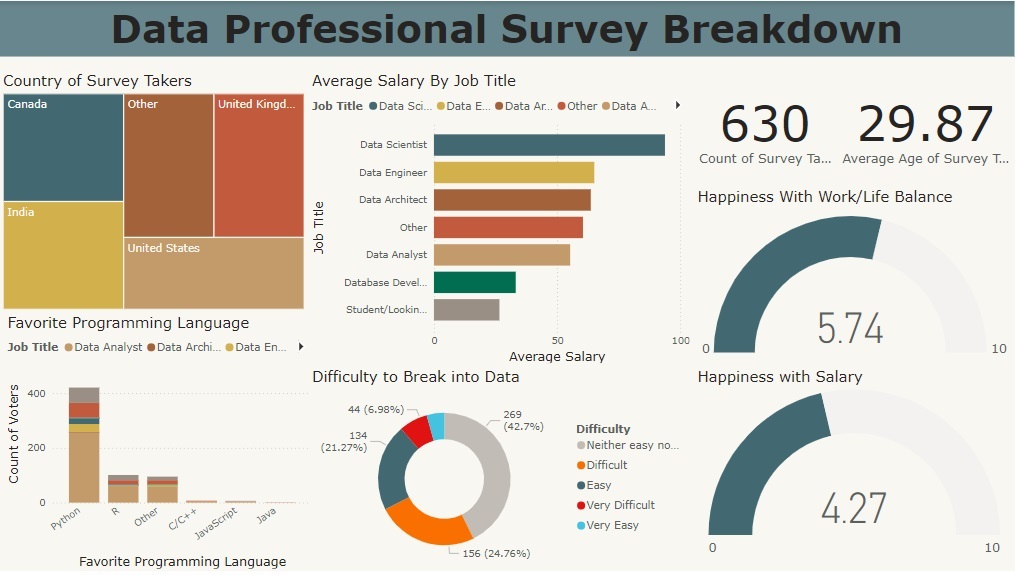 Data Professional Survey Breakdown
Country of Survey Takers
Canada
Other
United Kingd...
India
United States
Average Salary By Job Title
Job Title Data Sci... Data E... Data Ar... Other Data A...
Job Title
Data Scientist
Data Engineer
Data Architect
Other
Data Analyst
Database Devel...
Student/Lookin...
0 50 100
Average Salary
630
Count of Survey Ta...
29.87
Average Age of Survey T...
Happiness With Work/Life Balance
5.74
0 10
Favorite Programming Language
Job Title Data Analyst Data Archi... Data En...
Count of Voters
400
200
0
Python R Other C/C++ JavaScript Java
Favorite Programming Language
Difficulty to Break into Data
44 (6.98%)
269
(42.7%)
134
(21.27%)
156 (24.76%)
Difficulty
Neither easy no...
Difficult
Easy
Very Difficult
Very Easy
Happiness with Salary
4.27
0 10